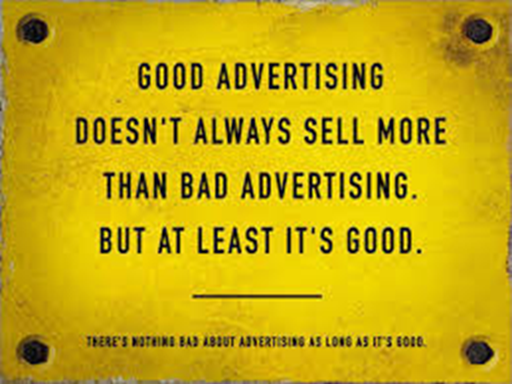 GOOD ADVERTISING
DOESN'T ALWAYS SELL MORE
THAN BAD ADVERTISING.
BUT AT LEAST IT'S GOOD.
THERE'S NOTHING BAD ABOUT ADVERTISING AS LONG AS IT'S GOOD.